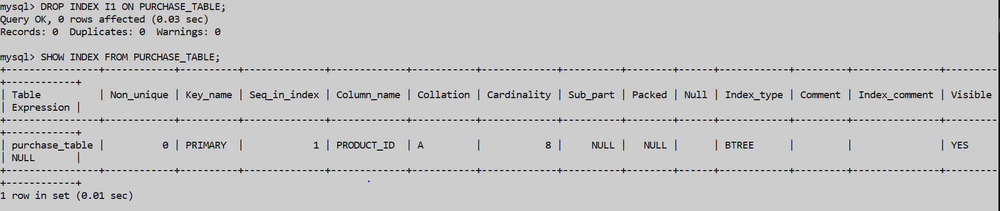 mysql> DROP INDEX I1 ON PURCHASE_TABLE;
Query OK, 0 rows affected (0.03 sec)
Records: 0  Duplicates: 0  Warnings: 0

mysql> SHOW INDEX FROM PURCHASE_TABLE;
+----------------+------------+----------+--------------+-------------+-----------+-------------+----------+--------+------+------------+---------+---------------+---------
+------------+
| Table          | Non_unique | Key_name | Seq_in_index | Column_name | Collation | Cardinality | Sub_part | Packed | Null | Index_type | Comment | Index_comment | Visible
| Expression |
+----------------+------------+----------+--------------+-------------+-----------+-------------+----------+--------+------+------------+---------+---------------+---------
+------------+
| purchase_table |          0 | PRIMARY  |            1 | PRODUCT_ID  | A         |           8 |     NULL |   NULL |      | BTREE      |         |               | YES
| NULL       |
+----------------+------------+----------+--------------+-------------+-----------+-------------+----------+--------+------+------------+---------+---------------+---------
+------------+
1 row in set (0.01 sec)